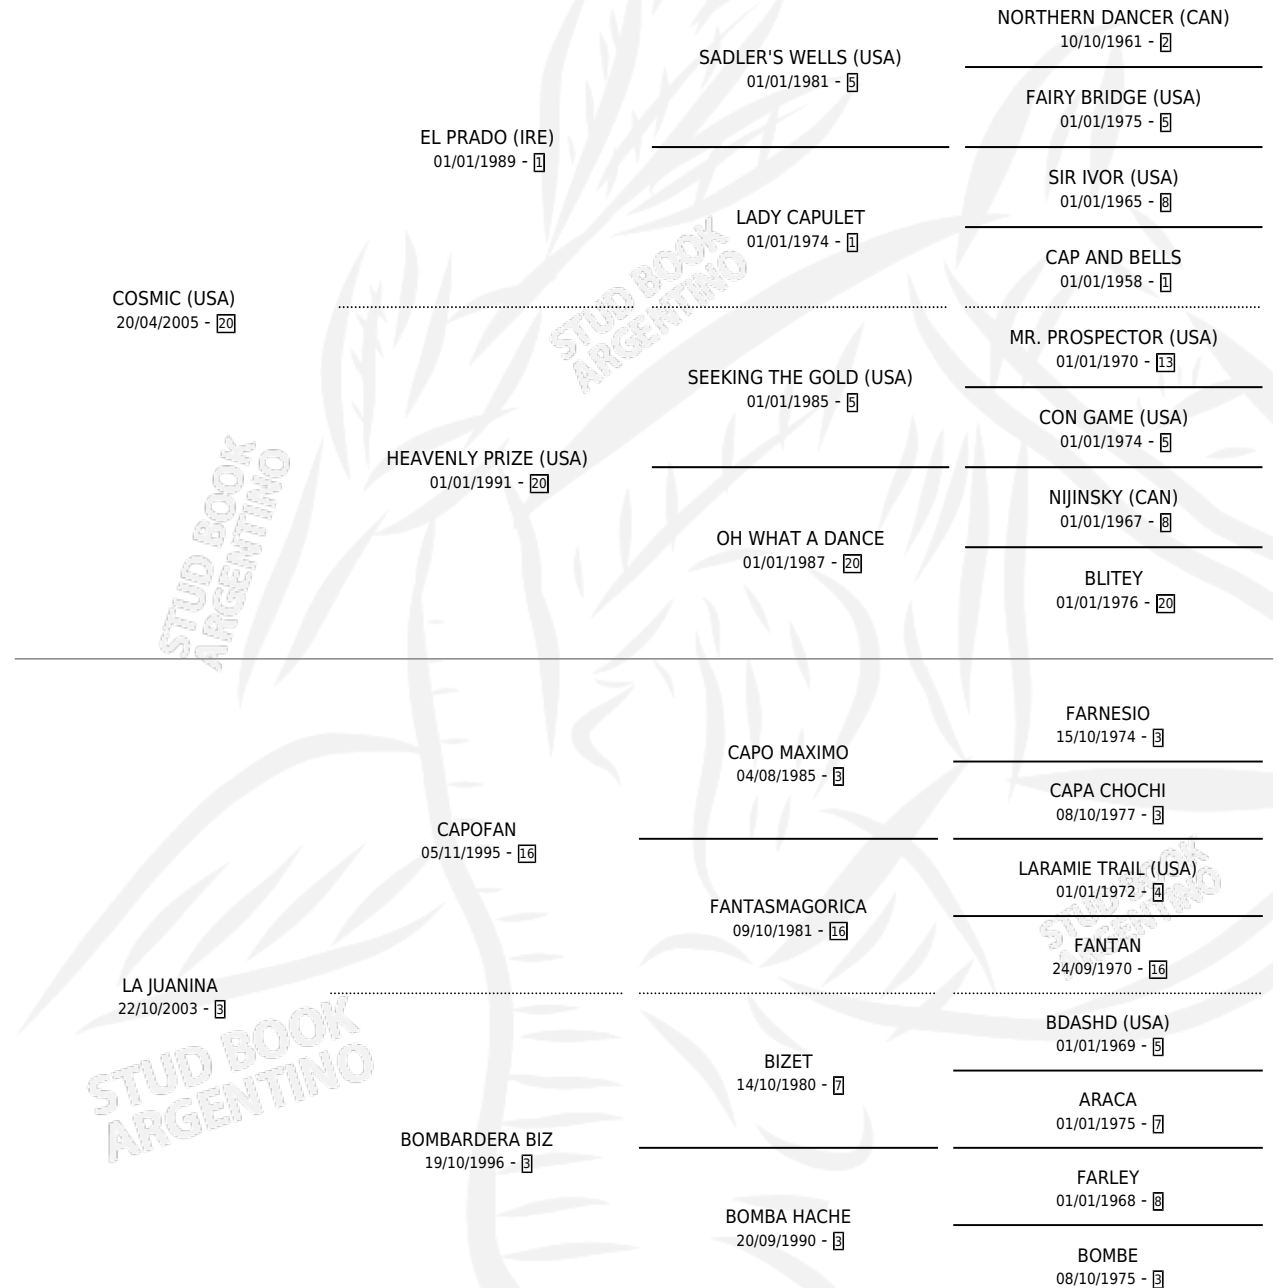 NORTHERN DANCER (CAN)
10/10/1961 - 2
SADLER'S WELLS (USA)
01/01/1981 - 5
FAIRY BRIDGE (USA)
01/01/1975 - 5
EL PRADO (IRE)
01/01/1989 - 1
SIR IVOR (USA)
01/01/1965 - 8
LADY CAPULET
01/01/1974 - 1
CAP AND BELLS
01/01/1958 - 1
COSMIC (USA)
20/04/2005 - 20
MR. PROSPECTOR (USA)
01/01/1970 - 13
SEEKING THE GOLD (USA)
01/01/1985 - 5
CON GAME (USA)
01/01/1974 - 5
HEAVENLY PRIZE (USA)
01/01/1991 - 20
NIJINSKY (CAN)
01/01/1967 - 8
OH WHAT A DANCE
01/01/1987 - 20
BLITEY
01/01/1976 - 20
FARNESIO
15/10/1974 - 3
CAPO MAXIMO
04/08/1985 - 3
CAPA CHOCHI
08/10/1977 - 3
CAPOFAN
05/11/1995 - 16
LARAMIE TRAIL (USA)
01/01/1972 - 4
FANTASMAGORICA
09/10/1981 - 16
FANTAN
24/09/1970 - 16
LA JUANINA
22/10/2003 - 3
BDASHD (USA)
01/01/1969 - 5
BIZET
14/10/1980 - 7
ARACA
01/01/1975 - 7
BOMBARDERA BIZ
19/10/1996 - 3
FARLEY
01/01/1968 - 8
BOMBA HACHE
20/09/1990 - 3
BOMBE
08/10/1975 - 3
STUD BOOK
ARGENTINO
STUD BOOK
ARGENTINO
STUD BOOK
ARGENTINO
STUD BOOK
ARGENTINO